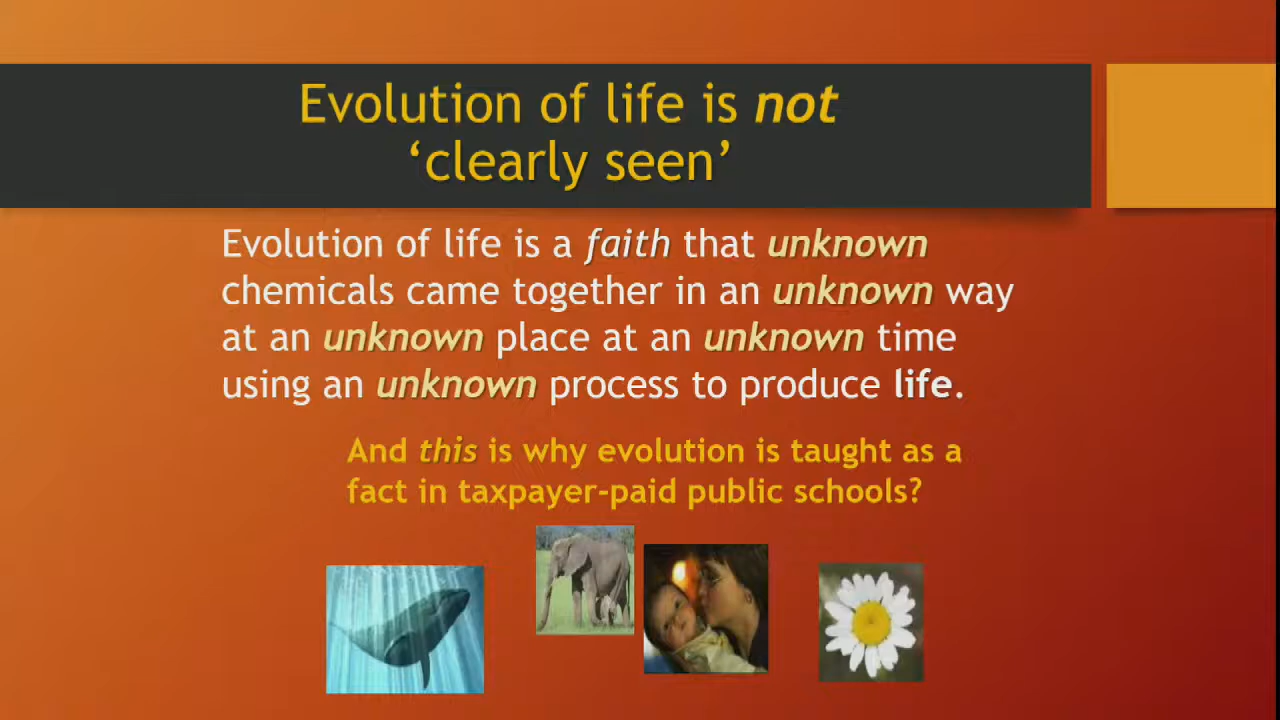 Evolution of life is not
‘clearly seen’
Evolution of life is a faith that unknown
chemicals came together in an unknown way
at an unknown place at an unknown time
using an unknown process to produce life.
And this is why evolution is taught as a
fact in taxpayer-paid public schools?